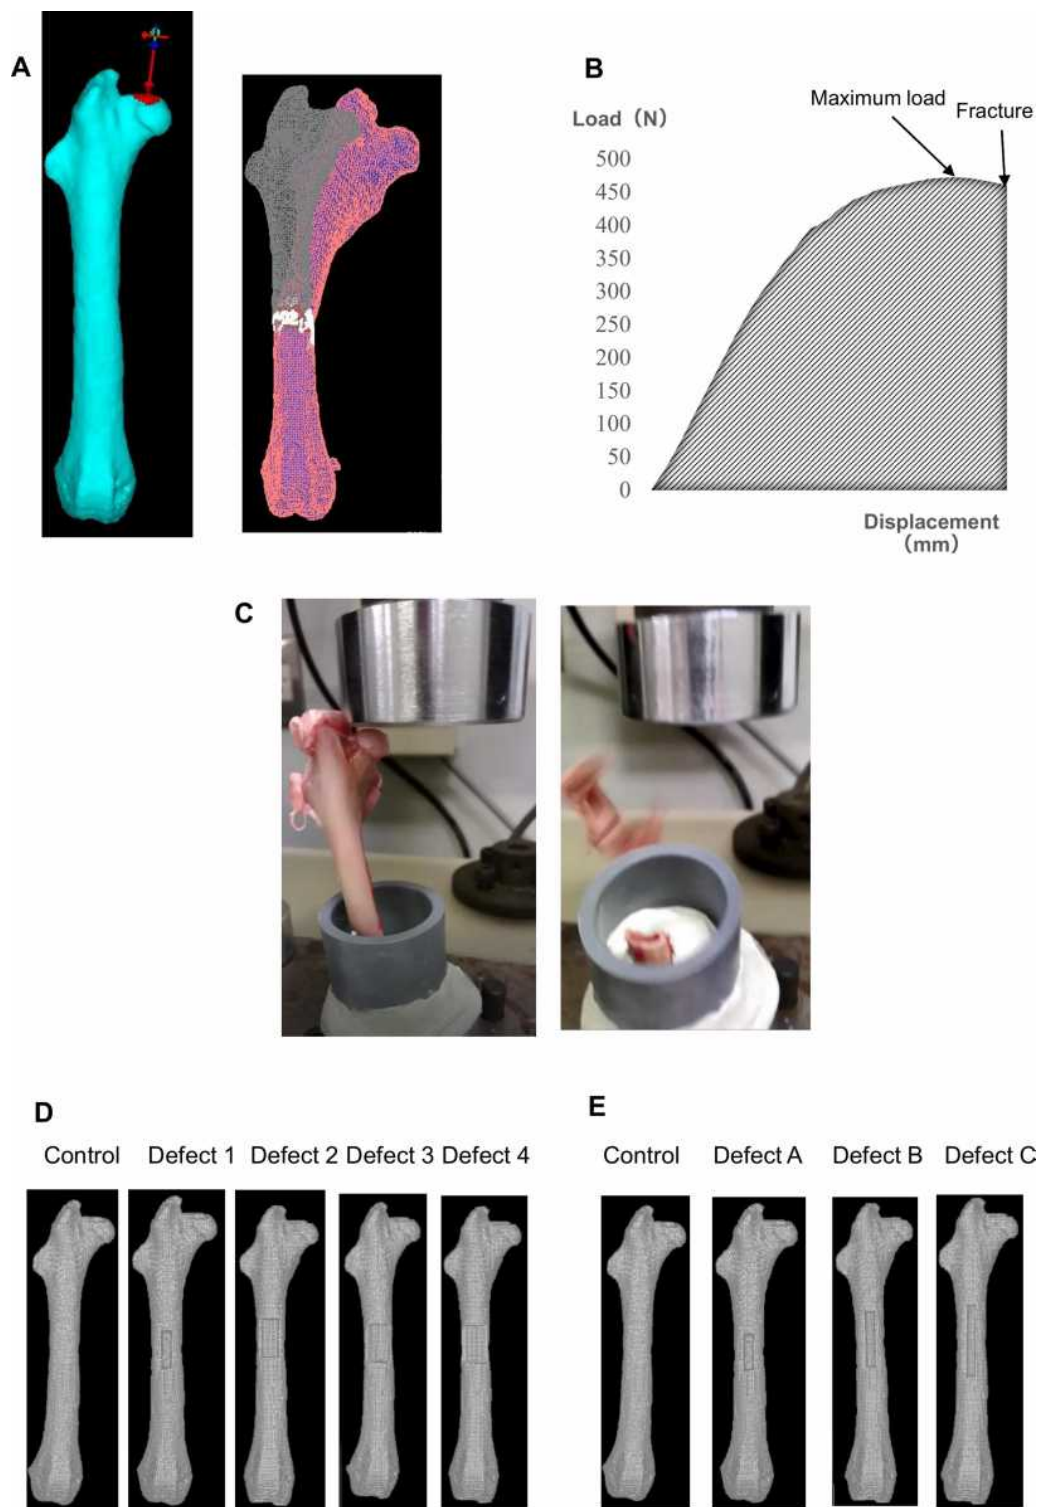 A
B
Maximum load
Fracture
Load（N）
500
450
400
350
300
250
200
150
100
50
0
Displacement
（mm）
C
D
Control Defect 1 Defect 2 Defect 3 Defect 4
E
Control Defect A Defect B Defect C